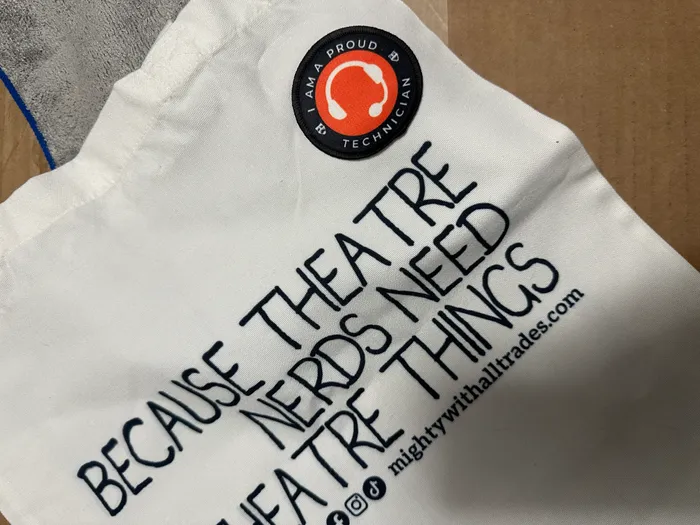 I AM A PROUD
TECHNICIAN
BECAUSE THEATRE
NERDS NEED
THEATRE THINGS
mightywithalltrades.com